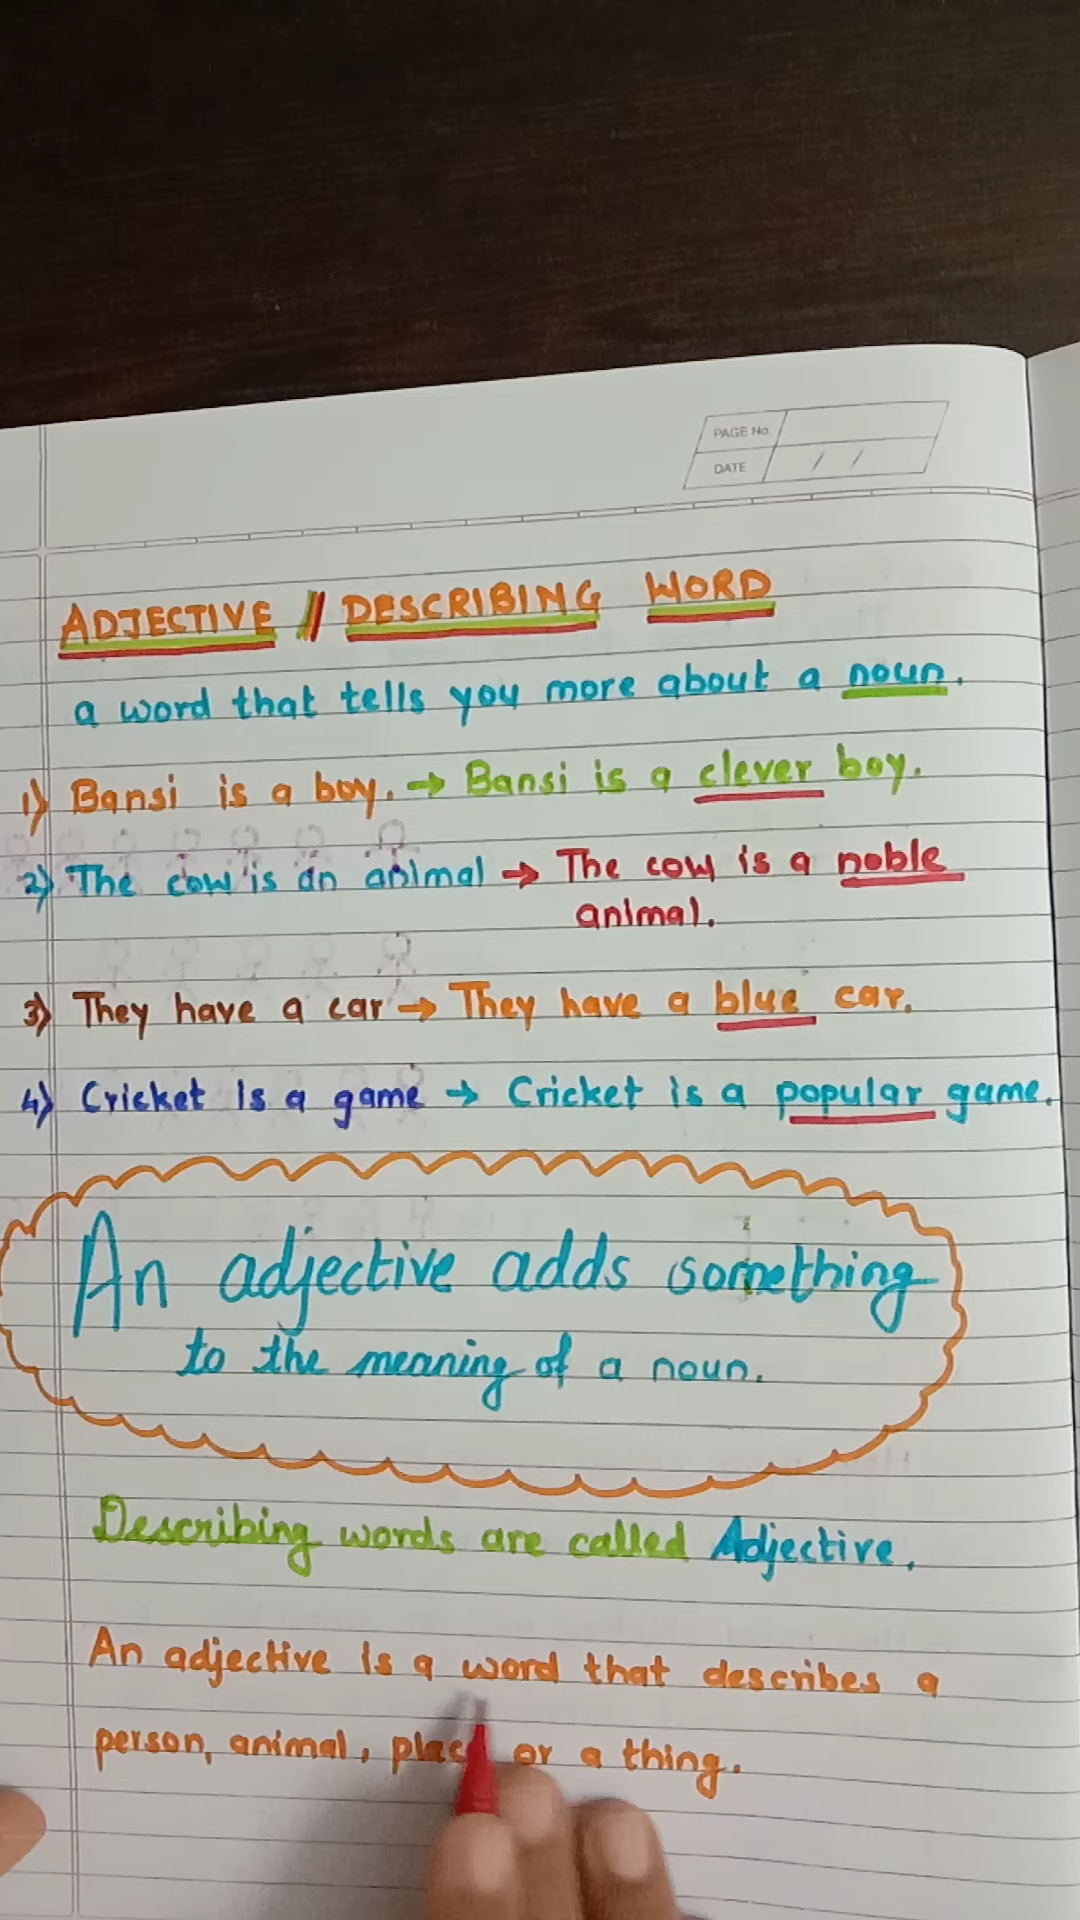 PAGE No.
DATE / /
ADJECTIVE // DESCRIBING WORD
a word that tells you more about a noun.
1) Bansi is a boy. → Bansi is a clever boy.
2) The cow is an animal → The cow is a noble
animal.
3) They have a car → They have a blue car.
4) Cricket is a game → Cricket is a popular game.
An adjective adds something
to the meaning of a noun.
Describing words are called Adjective.
An adjective is a word that describes a
person, animal, place or a thing.